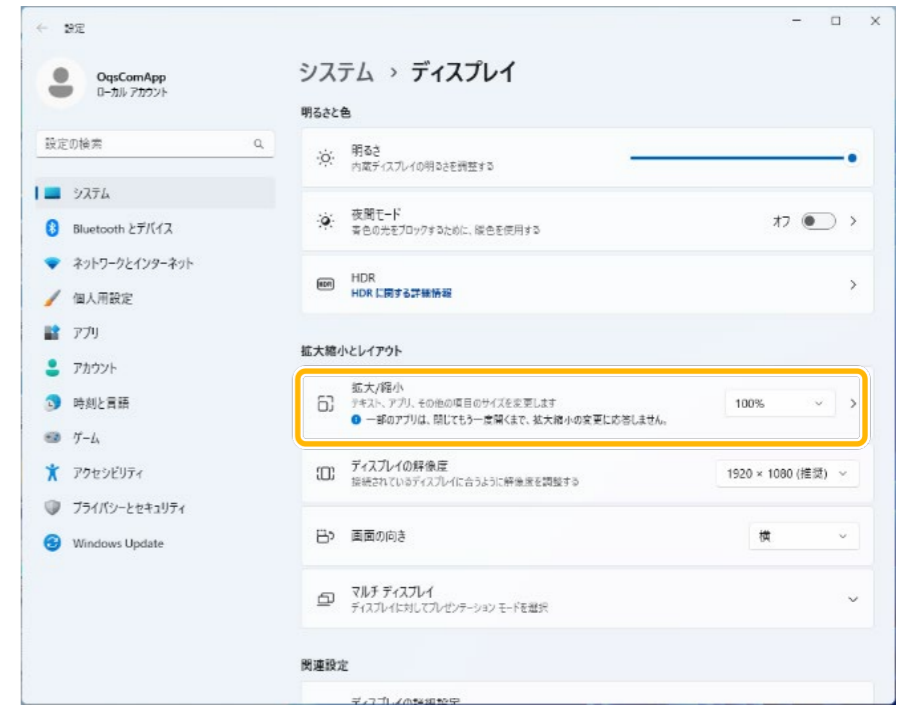 設定
OqsComApp
ローカル アカウント
設定の検索
システム
Bluetooth とデバイス
ネットワークとインターネット
個人用設定
アプリ
アカウント
時刻と言語
ゲーム
アクセシビリティ
プライバシーとセキュリティ
Windows Update
システム › ディスプレイ
明るさと色
明るさ
内蔵ディスプレイの明るさを調整する
夜間モード
青色の光をブロックするために、暖色を使用する
オフ
HDR
HDR
HDR に関する詳細情報
拡大縮小とレイアウト
拡大/縮小
テキスト、アプリ、その他の項目のサイズを変更します
一部のアプリは、閉じてもう一度開くまで、拡大縮小の変更に応答しません。
100%
ディスプレイの解像度
接続されているディスプレイに合うように解像度を調整する
1920 × 1080 (推奨)
画面の向き
横
マルチ ディスプレイ
ディスプレイに対してプレゼンテーション モードを選択
関連設定
ディスプレイの詳細設定